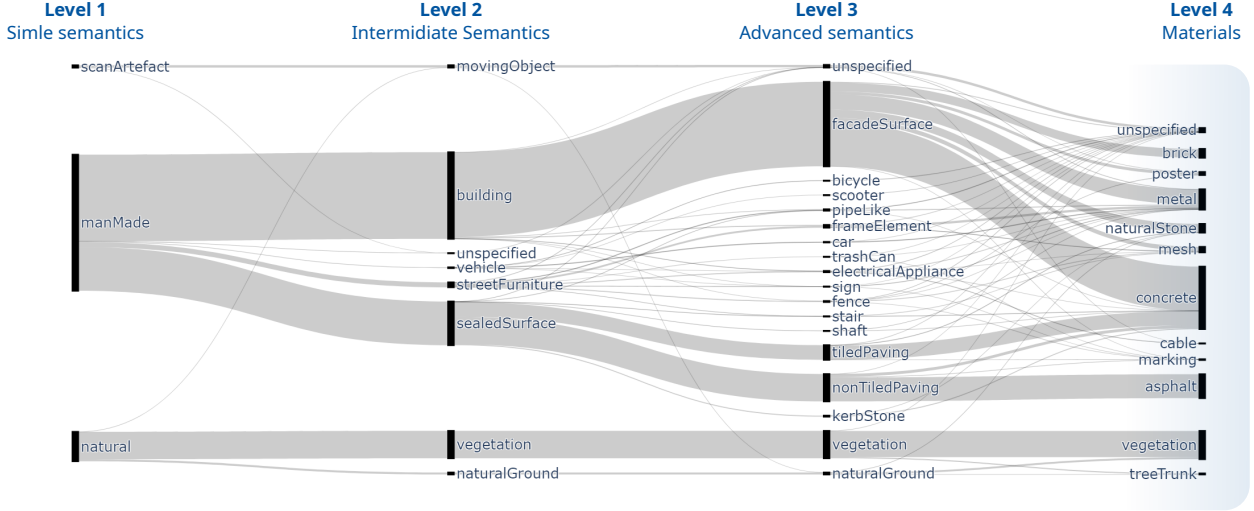 Level 1
Simle semantics
Level 2
Intermidiate Semantics
Level 3
Advanced semantics
Level 4
Materials
scanArtefact
manMade
natural
movingObject
building
unspecified
vehicle
streetFurniture
sealedSurface
vegetation
naturalGround
unspecified
facadeSurface
bicycle
scooter
pipeLike
frameElement
car
trashCan
electricalAppliance
sign
fence
stair
shaft
tiledPaving
nonTiledPaving
kerbStone
vegetation
naturalGround
unspecified
brick
poster
metal
naturalStone
mesh
concrete
cable
marking
asphalt
vegetation
treeTrunk